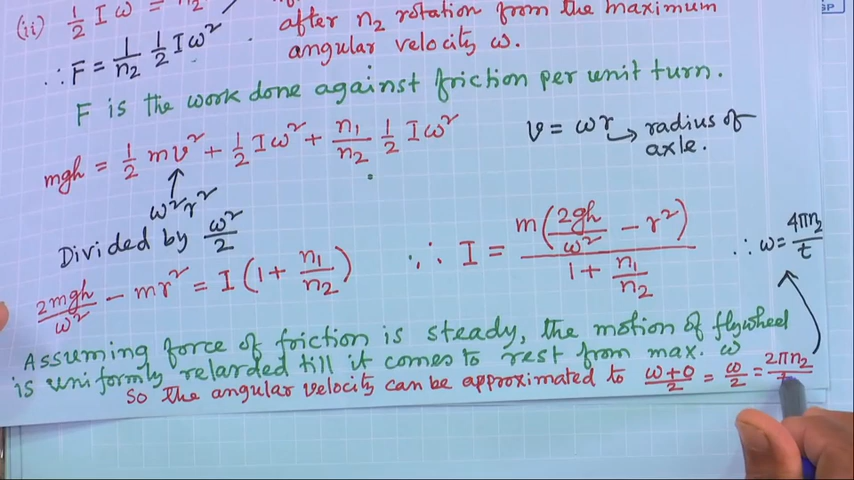 (ii) ½ I ω = n₂
after n₂ rotation from the maximum
angular velocity ω.
∴ F = 1/n₂ ½ Iω² .
F is the work done against friction per unit turn.
mgh = ½ mv² + ½ Iω² + n₁/n₂ ½ Iω²
v = ωr → radius of
axle.
ω²r²
Divided by ω²/2
2mgh/ω² - mr² = I (1 + n₁/n₂)
∴ I = m(2gh/ω² - r²) / (1 + n₁/n₂)
∴ ω = 4πn₂/t
Assuming force of friction is steady, the motion of flywheel
is uniformly relarded till it comes to rest from max. ω
So the angular velocity can be approximated to (ω+0)/2 = ω/2 = 2πn₂/t